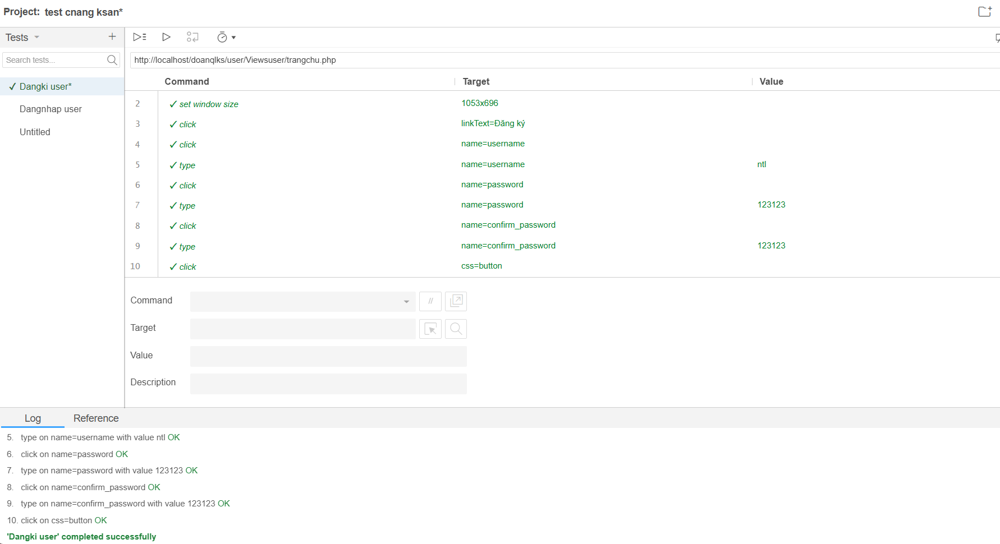 Project: test cnang ksan*
Tests
Search tests...
http://localhost/doanqlks/user/Viewsuser/trangchu.php
✓ Dangki user*
Dangnhap user
Untitled
Command Target Value
2 ✓ set window size 1053x696
3 ✓ click linkText=Đăng ký
4 ✓ click name=username
5 ✓ type name=username ntl
6 ✓ click name=password
7 ✓ type name=password 123123
8 ✓ click name=confirm_password
9 ✓ type name=confirm_password 123123
10 ✓ click css=button
Command //
Target
Value
Description
Log Reference
5. type on name=username with value ntl OK
6. click on name=password OK
7. type on name=password with value 123123 OK
8. click on name=confirm_password OK
9. type on name=confirm_password with value 123123 OK
10. click on css=button OK
'Dangki user' completed successfully